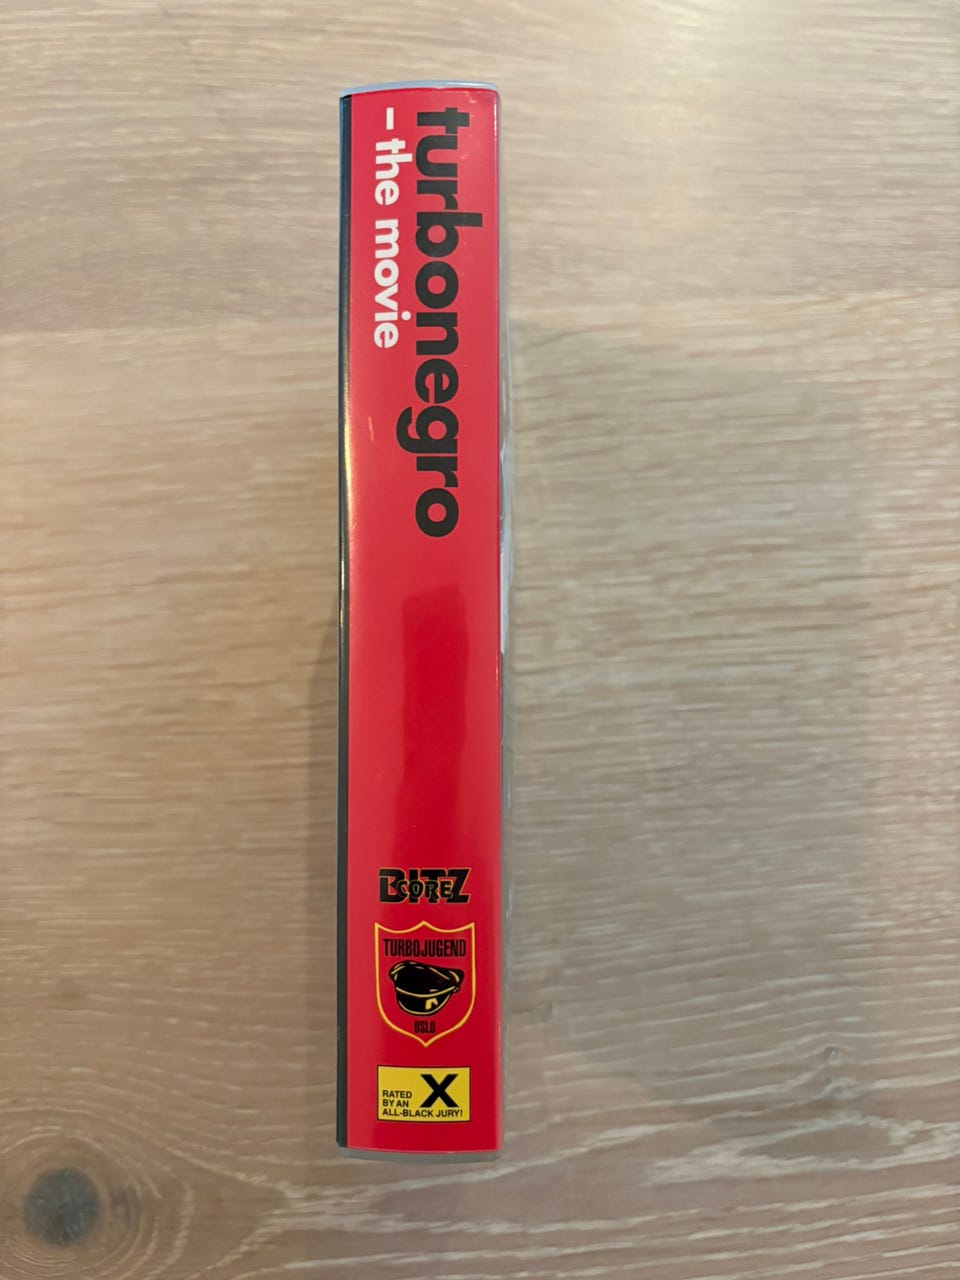 turbonegro
– the movie
BITZ
CORE
TURBOJUGEND
OSLO
X
RATED
BY AN
ALL-BLACK JURY!